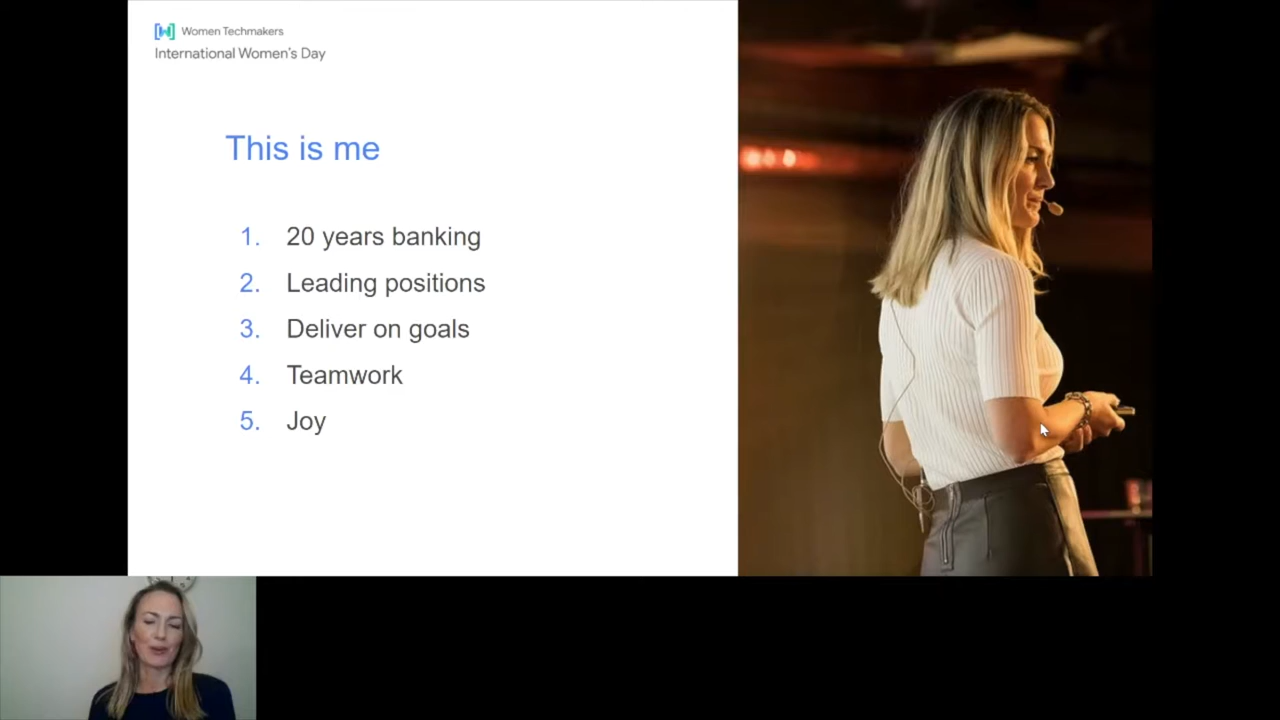 Women Techmakers
International Women's Day
This is me
1. 20 years banking
2. Leading positions
3. Deliver on goals
4. Teamwork
5. Joy